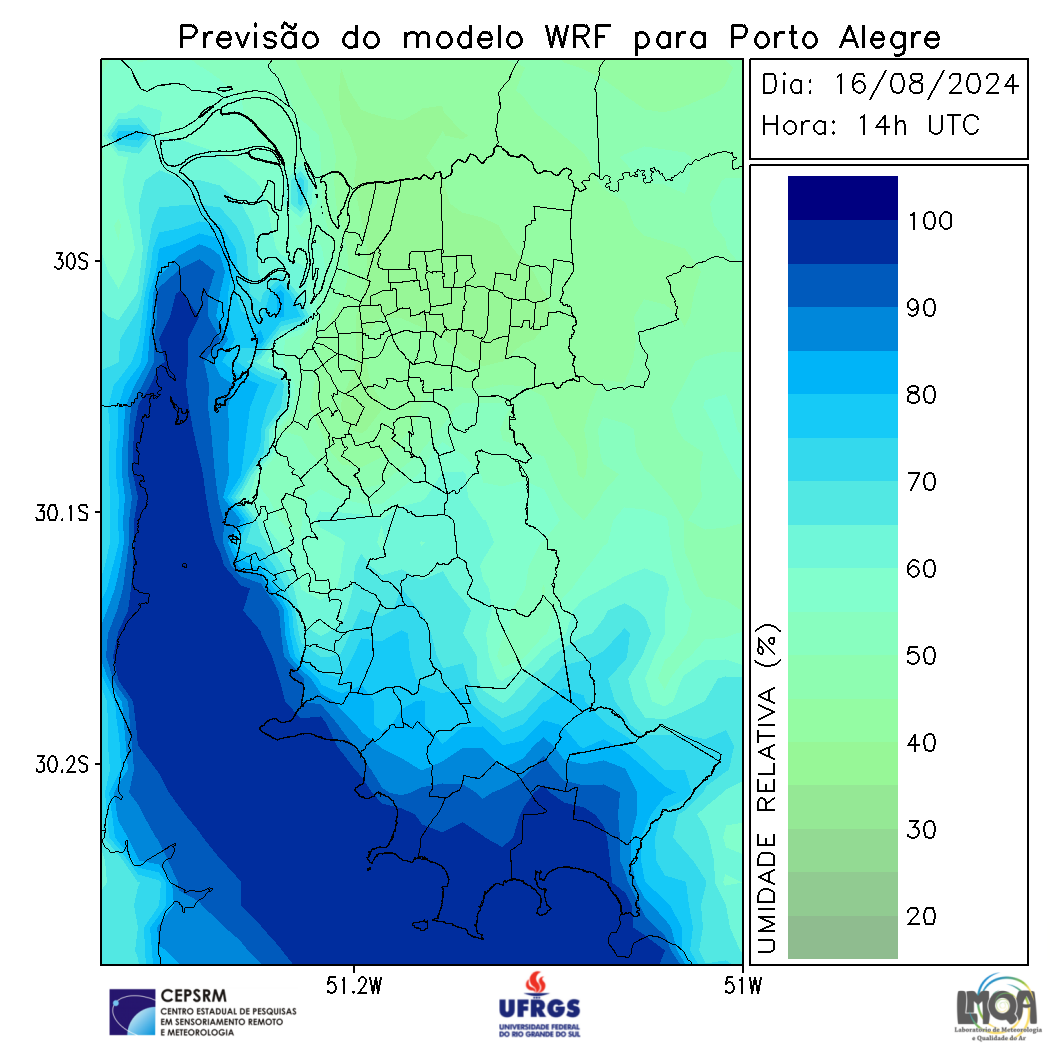 Previsão do modelo WRF para Porto Alegre
Dia: 16/08/2024
Hora: 14h UTC
30S
30.1S
30.2S
51.2W
51W
UMIDADE RELATIVA (%)
100
90
80
70
60
50
40
30
20
CEPSRM
CENTRO ESTADUAL DE PESQUISAS
EM SENSORIAMENTO REMOTO
E METEOROLOGIA
UFRGS
UNIVERSIDADE FEDERAL
DO RIO GRANDE DO SUL
LMQA
Laboratório de Meteorologia
e Qualidade do Ar